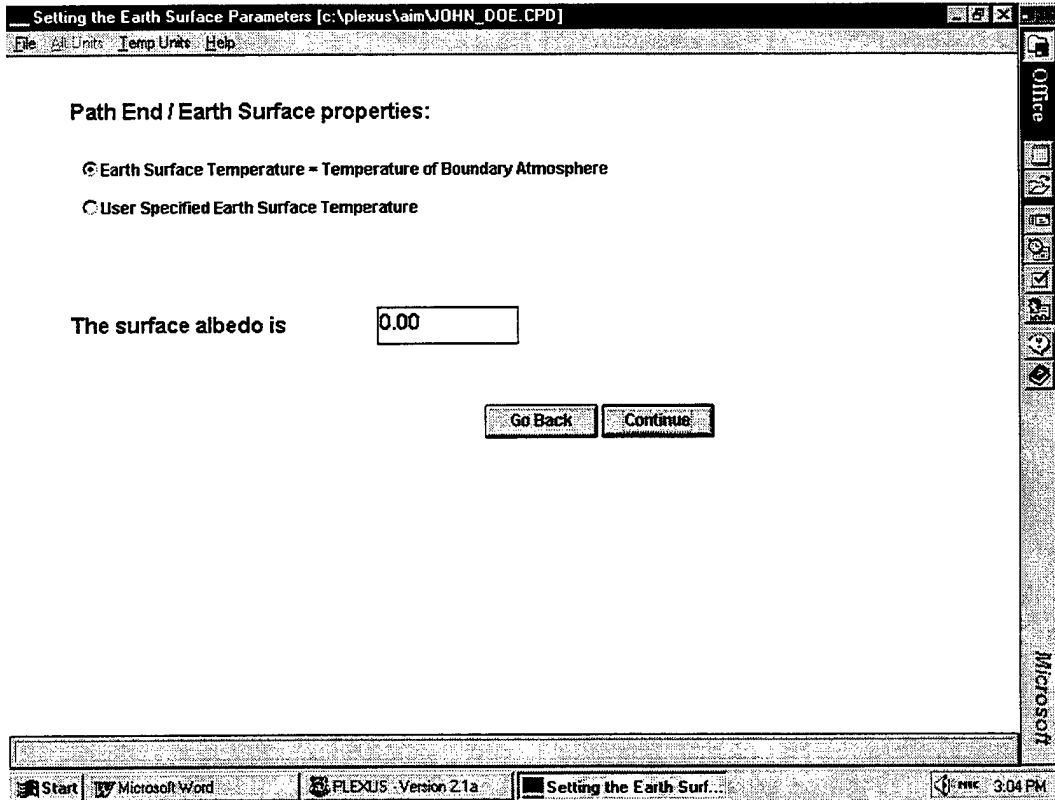 Setting the Earth Surface Parameters [c:\plexus\aim\JOHN_DOE.CPD]
File Alt Units Temp Units Help
Path End / Earth Surface properties:
Earth Surface Temperature = Temperature of Boundary Atmosphere
User Specified Earth Surface Temperature
The surface albedo is 0.00
Go Back Continue
Office
Microsoft
Start Microsoft Word PLEXUS - Version 2.1a Setting the Earth Surf... 3:04 PM